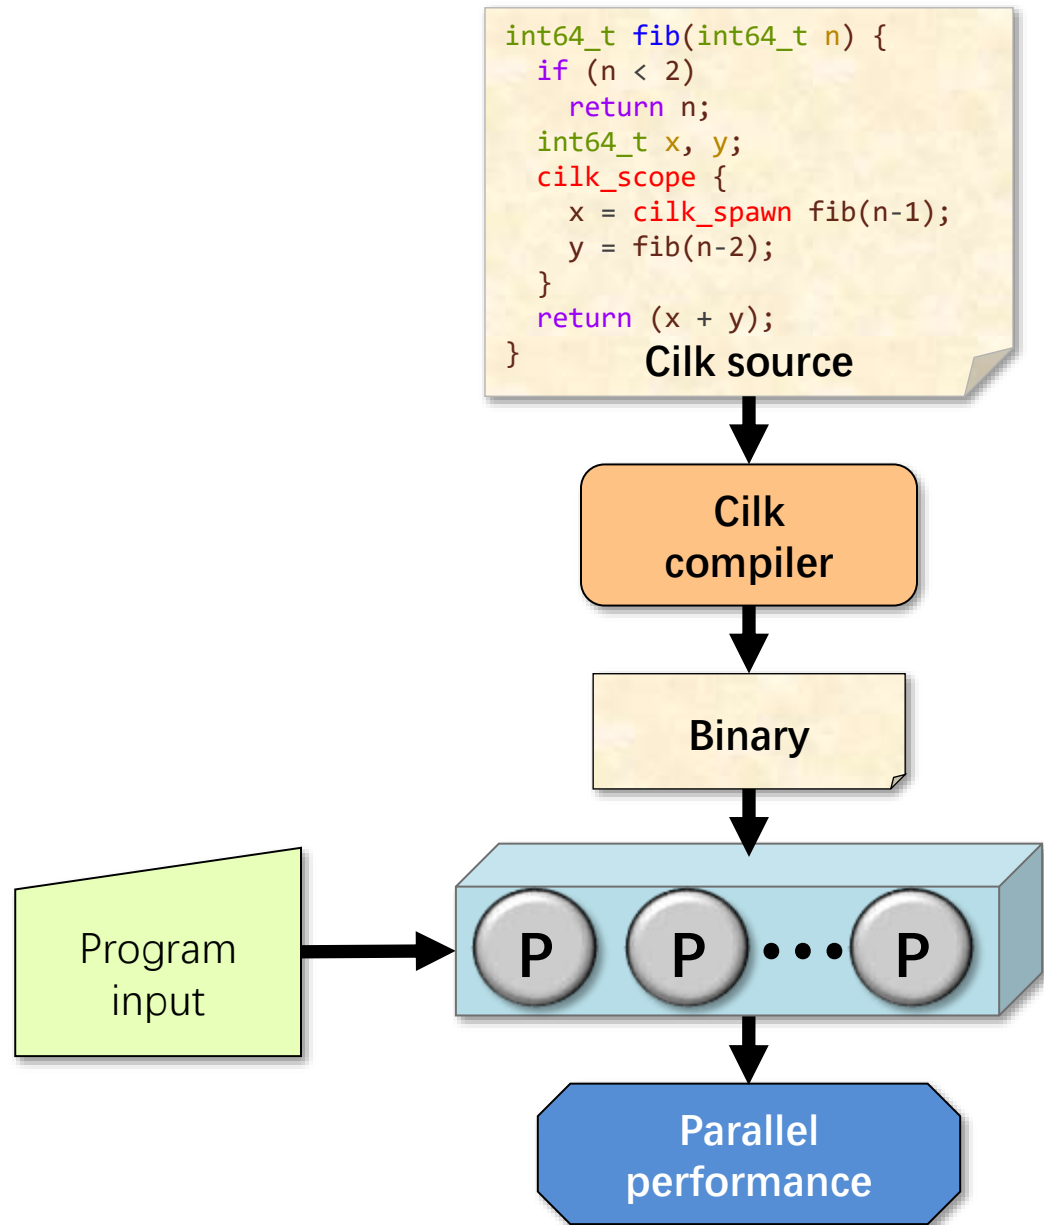 int64_t fib(int64_t n) {
  if (n < 2)
    return n;
  int64_t x, y;
  cilk_scope {
    x = cilk_spawn fib(n-1);
    y = fib(n-2);
  }
  return (x + y);
}
Cilk source
Cilk
compiler
Binary
Program
input
P P ••• P
Parallel
performance